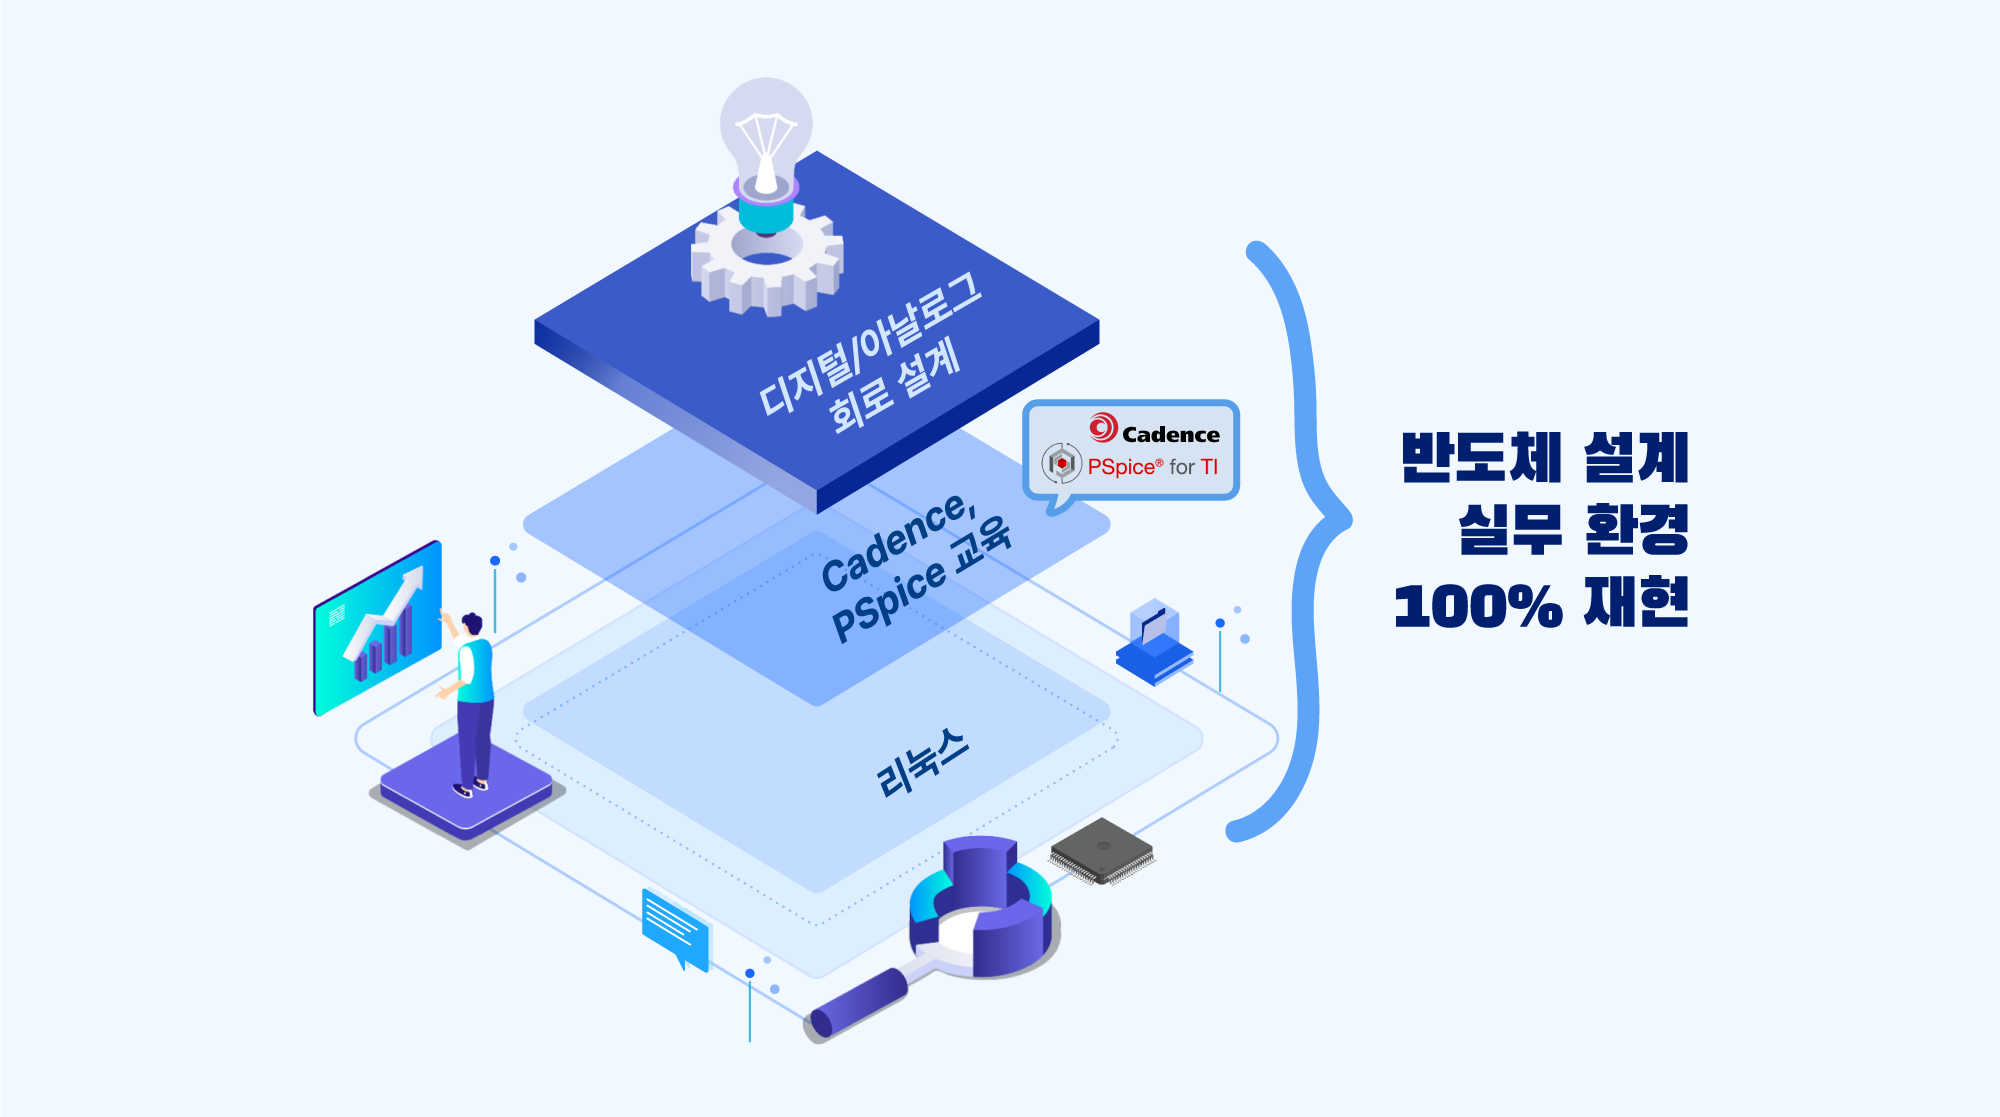 디지털/아날로그
회로 설계
Cadence
PSpice® for TI
Cadence,
PSpice 교육
리눅스
반도체 설계
실무 환경
100% 재현